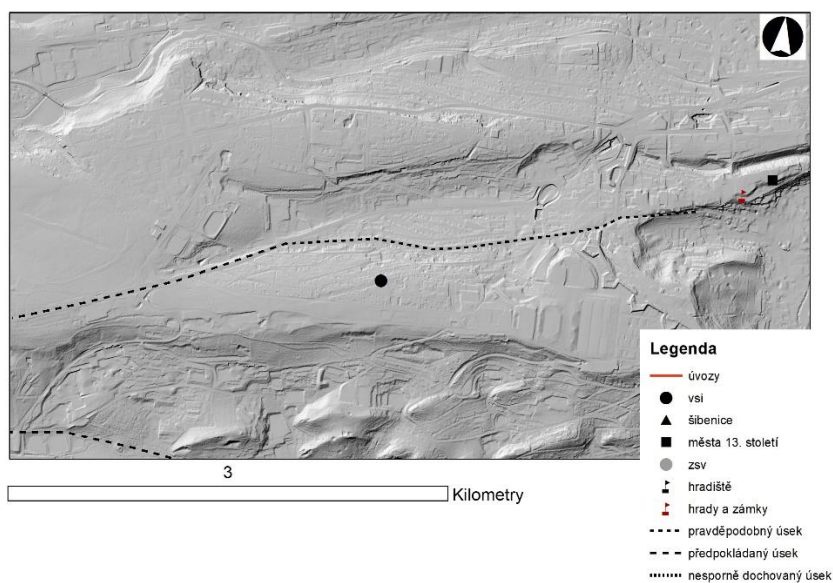 Legenda
úvozy
vsi
šibenice
města 13. století
zsv
hradiště
hrady a zámky
pravděpodobný úsek
předpokládaný úsek
nesporně dochovaný úsek
3
Kilometry